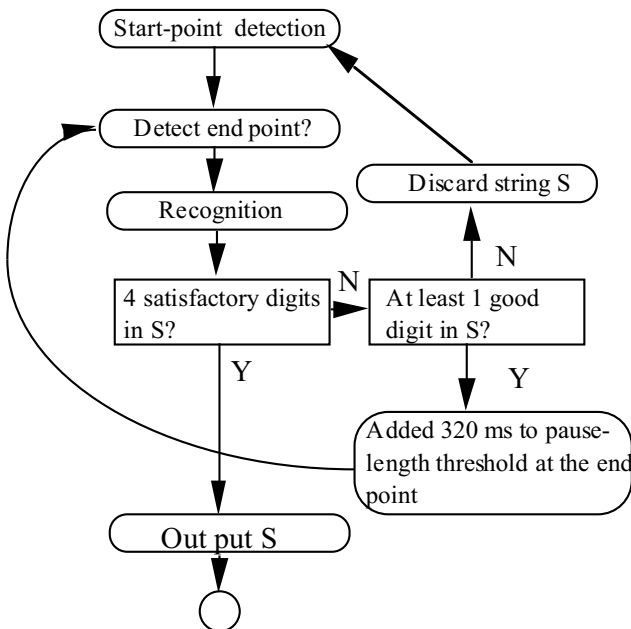 Start-point detection
Detect end point?
Recognition
Discard string S
4 satisfactory digits
in S?
N
At least 1 good
digit in S?
N
Y
Y
Added 320 ms to pause-
length threshold at the end
point
Out put S